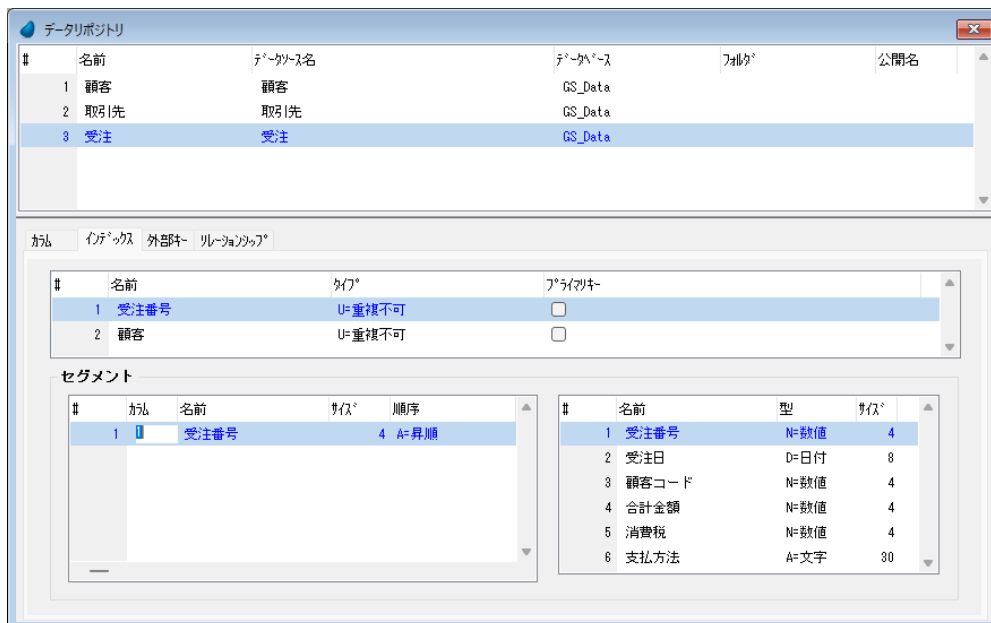 データリポジトリ
# 名前 ﾃﾞｰﾀｿｰｽ名 ﾃﾞｰﾀﾍﾞｰｽ ﾌｫﾙﾀﾞ 公開名
1 顧客 顧客 GS_Data
2 取引先 取引先 GS_Data
3 受注 受注 GS_Data
ｶﾗﾑ ｲﾝﾃﾞｯｸｽ 外部ｷｰ ﾘﾚｰｼｮﾝｼｯﾌﾟ
# 名前 ﾀｲﾌﾟ ﾌﾟﾗｲﾏﾘｷｰ
1 受注番号 U=重複不可
2 顧客 U=重複不可
セグメント
# ｶﾗﾑ 名前 ｻｲｽﾞ 順序
1 1 受注番号 4 A=昇順
# 名前 型 ｻｲｽﾞ
1 受注番号 N=数値 4
2 受注日 D=日付 8
3 顧客コード N=数値 4
4 合計金額 N=数値 4
5 消費税 N=数値 4
6 支払方法 A=文字 30